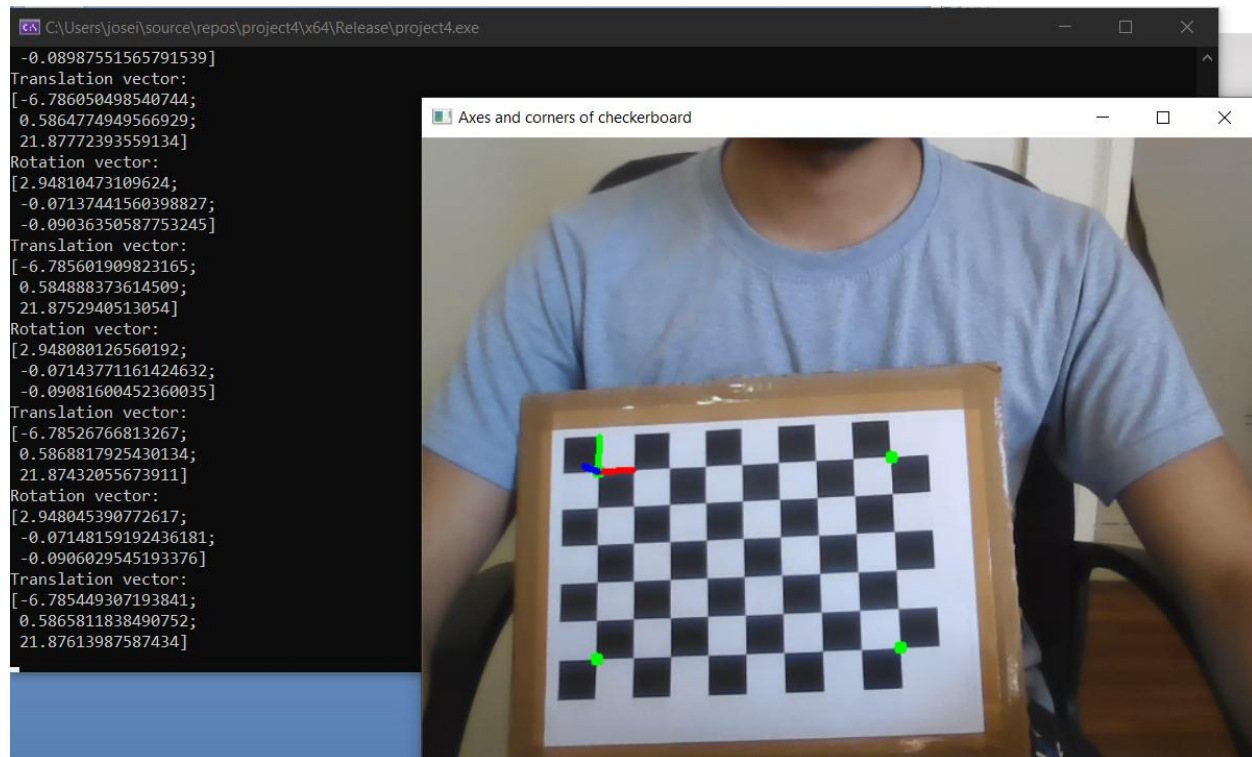 C:\Users\josei\source\repos\project4\x64\Release\project4.exe
-0.08987551565791539]
Translation vector:
[-6.786050498540744;
0.5864774949566929;
21.87772393559134]
Rotation vector:
[2.94810473109624;
-0.07137441560398827;
-0.09036350587753245]
Translation vector:
[-6.785601909823165;
0.584888373614509;
21.8752940513054]
Rotation vector:
[2.948080126560192;
-0.07143771161424632;
-0.09081600452360035]
Translation vector:
[-6.78526766813267;
0.5868817925430134;
21.87432055673911]
Rotation vector:
[2.948045390772617;
-0.07148159192436181;
-0.0906029545193376]
Translation vector:
[-6.785449307193841;
0.5865811838490752;
21.87613987587434]
Axes and corners of checkerboard